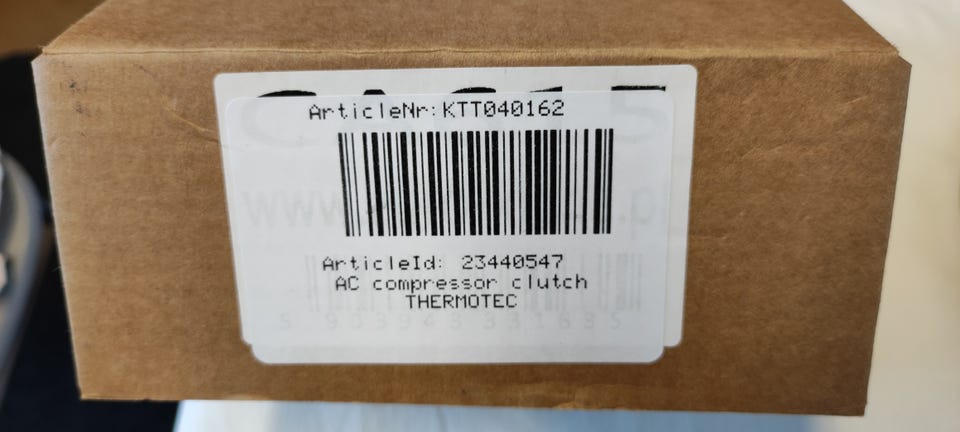 ArticleNr:KTT040162
ArticleId: 23440547
AC compressor clutch
THERMOTEC